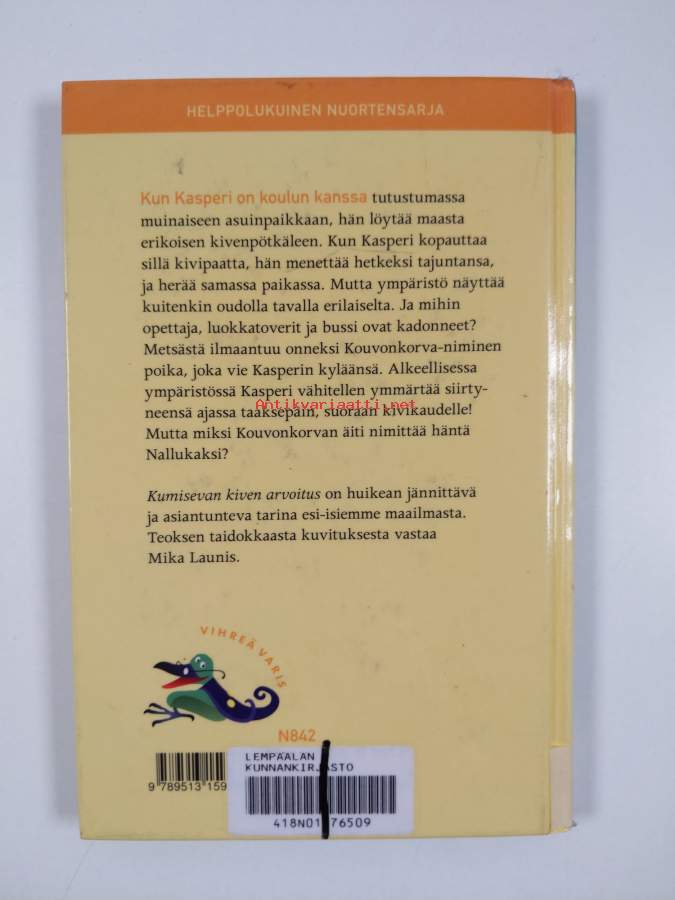 HELPPOLUKUINEN NUORTENSARJA
Kun Kasperi on koulun kanssa tutustumassa
muinaiseen asuinpaikkaan, hän löytää maasta
erikoisen kivenpötkäleen. Kun Kasperi kopauttaa
sillä kivipaatta, hän menettää hetkeksi tajuntansa,
ja herää samassa paikassa. Mutta ympäristö näyttää
kuitenkin oudolla tavalla erilaiselta. Ja mihin
opettaja, luokkatoverit ja bussi ovat kadonneet?
Metsästä ilmaantuu onneksi Kouvonkorva-niminen
poika, joka vie Kasperin kyläänsä. Alkeellisessa
ympäristössä Kasperi vähitellen ymmärtää siirty-
neensä ajassa taaksepäin, suoraan kivikaudelle!
Antikvariaatti.net
Mutta miksi Kouvonkorvan äiti nimittää häntä
Nallukaksi?
Kumisevan kiven arvoitus on huikean jännittävä
ja asiantunteva tarina esi-isiemme maailmasta.
Teoksen taidokkaasta kuvituksesta vastaa
Mika Launis.
VIHREÄ VARIS
N842
LEMPÄÄLÄN
KUNNANKIRJASTO
9 789513 159
418N01 76509